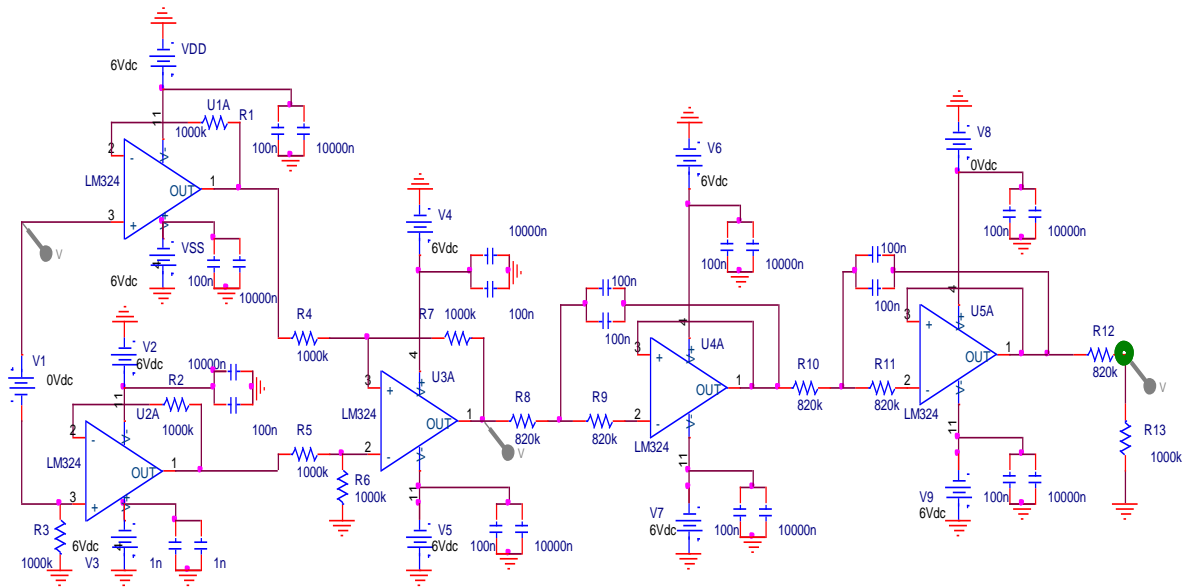 VDD
6Vdc
11
U1A
R1
1000k
100n
10000n
2
-
V-
LM324
OUT
1
3
+
V+
V
VSS
6Vdc
4
100n
10000n
V1
0Vdc
V2
6Vdc
10000n
R2
11
U2A
1000k
100n
2
-
V-
LM324
OUT
1
3
+
V+
R3
1000k
6Vdc
4
V3
1n
1n
R4
1000k
R5
1000k
R6
1000k
V4
6Vdc
10000n
100n
R7
1000k
4
3
+
V+
U3A
LM324
OUT
1
2
-
V-
11
V
V5
6Vdc
100n
10000n
R8
820k
R9
820k
100n
100n
V6
6Vdc
100n
10000n
4
3
+
V+
U4A
OUT
1
2
-
V-
LM324
11
V7
6Vdc
100n
10000n
R10
820k
R11
820k
100n
100n
V8
0Vdc
100n
10000n
4
3
+
V+
U5A
OUT
1
2
-
V-
LM324
11
V9
6Vdc
100n
10000n
R12
820k
V
R13
1000k